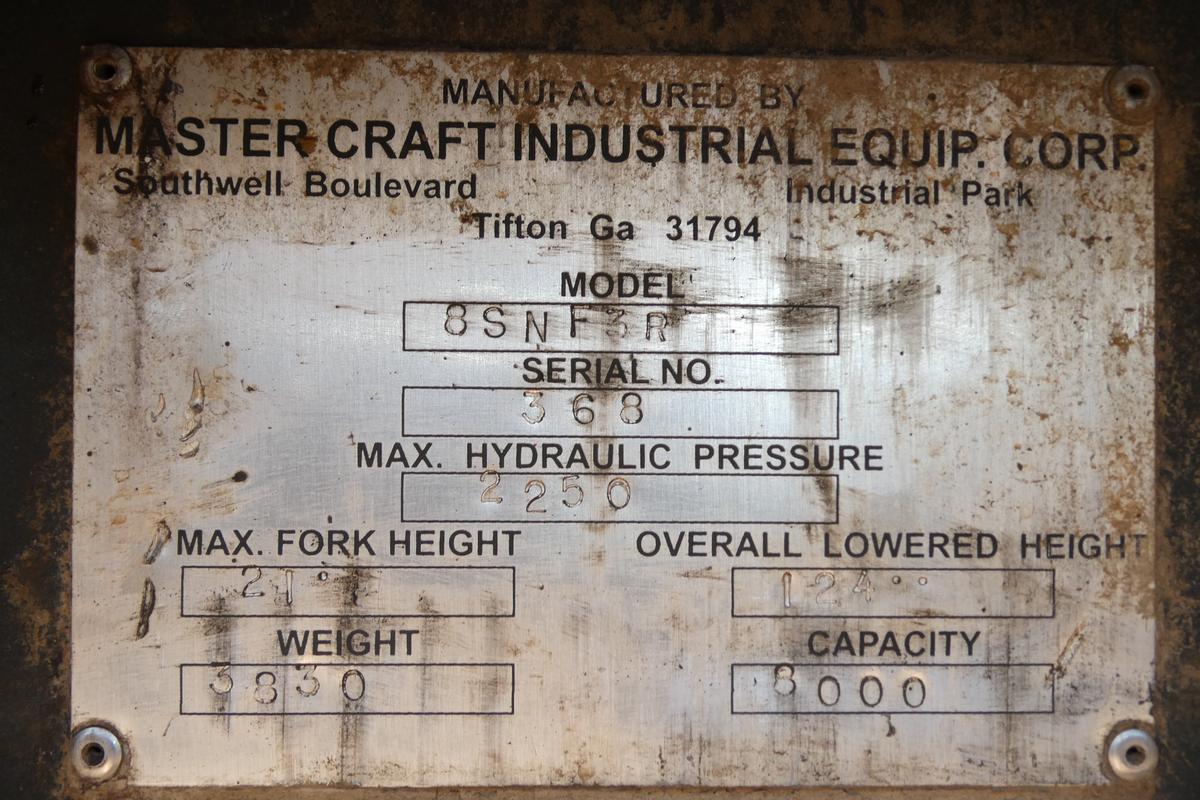 MANUFACTURED BY
MASTER CRAFT INDUSTRIAL EQUIP. CORP.
Southwell Boulevard Industrial Park
Tifton Ga 31794
MODEL
8SNF3R
SERIAL NO.
368
MAX. HYDRAULIC PRESSURE
2250
MAX. FORK HEIGHT OVERALL LOWERED HEIGHT
21' 124''
WEIGHT CAPACITY
3830 8000